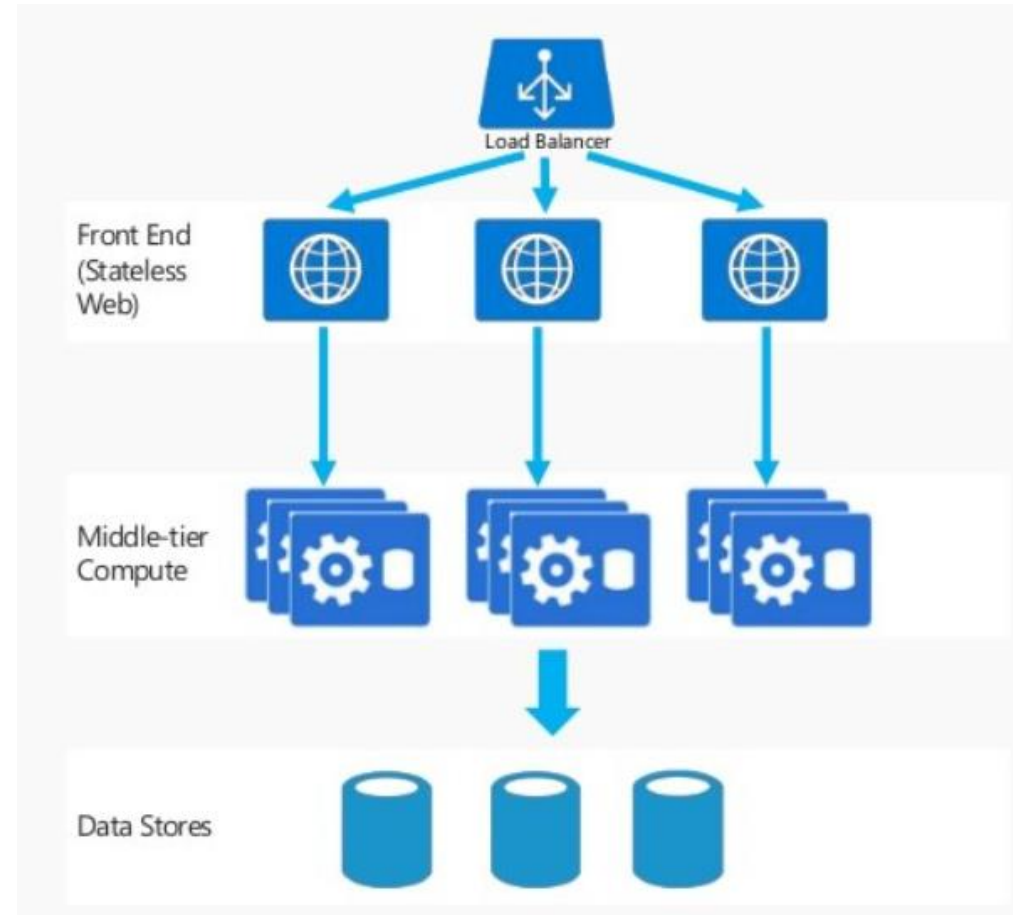 Load Balancer
Front End
(Stateless
Web)
Middle-tier
Compute
Data Stores